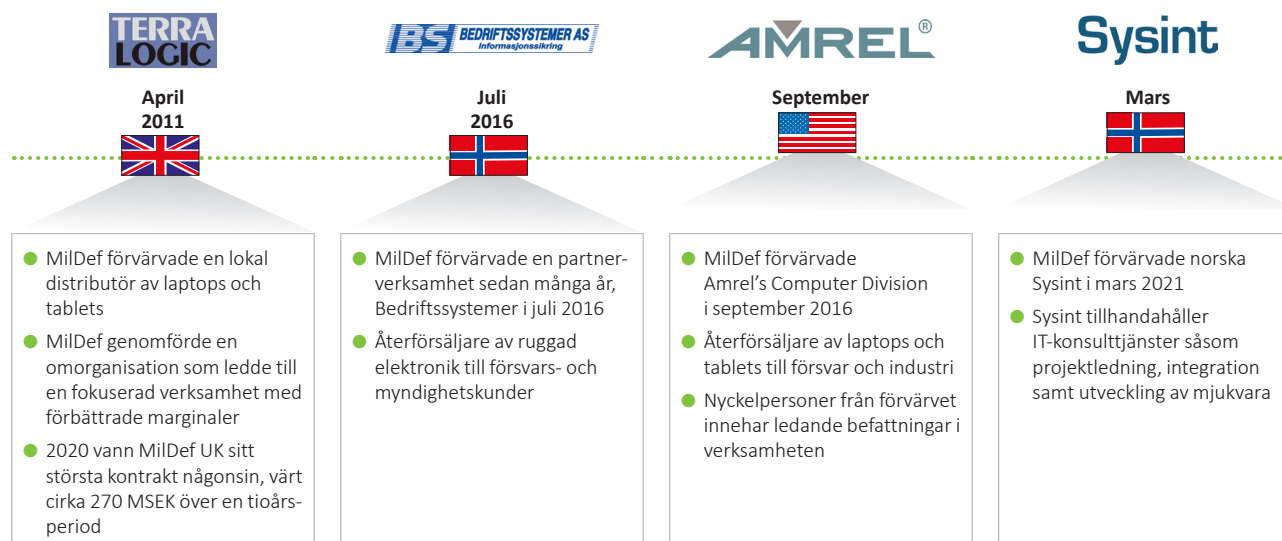 TERRA
LOGIC
April
2011
MilDef förvärvade en lokal
distributör av laptops och
tablets
MilDef genomförde en
omorganisation som ledde till
en fokuserad verksamhet med
förbättrade marginaler
2020 vann MilDef UK sitt
största kontrakt någonsin, värt
cirka 270 MSEK över en tioårs-
period
BS BEDRIFTSSYSTEMER AS
Informasjonssikring
Juli
2016
MilDef förvärvade en partner-
verksamhet sedan många år,
Bedriftssystemer i juli 2016
Återförsäljare av ruggad
elektronik till försvars- och
myndighetskunder
AMREL®
September
MilDef förvärvade
Amrel's Computer Division
i september 2016
Återförsäljare av laptops och
tablets till försvar och industri
Nyckelpersoner från förvärvet
innehar ledande befattningar i
verksamheten
Sysint
Mars
MilDef förvärvade norska
Sysint i mars 2021
Sysint tillhandahåller
IT-konsulttjänster såsom
projektledning, integration
samt utveckling av mjukvara